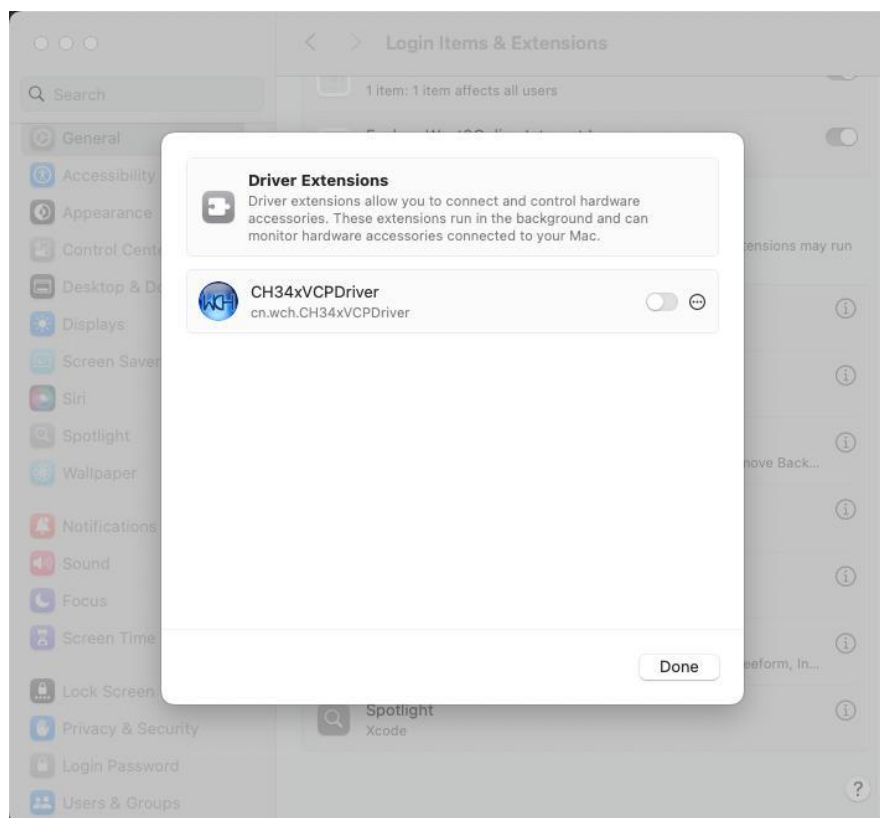 Login Items & Extensions
Search
1 item: 1 item affects all users
General
Accessibility
Appearance
Control Cente
Desktop & Do
Displays
Screen Saver
Siri
Spotlight
Wallpaper
Notifications
Sound
Focus
Screen Time
Lock Screen
Privacy & Security
Login Password
Users & Groups
Driver Extensions
Driver extensions allow you to connect and control hardware
accessories. These extensions run in the background and can
monitor hardware accessories connected to your Mac.
WCH
CH34xVCPDriver
cn.wch.CH34xVCPDriver
Done
tensions may run
move Back...
eeform, In...
Spotlight
Xcode
?